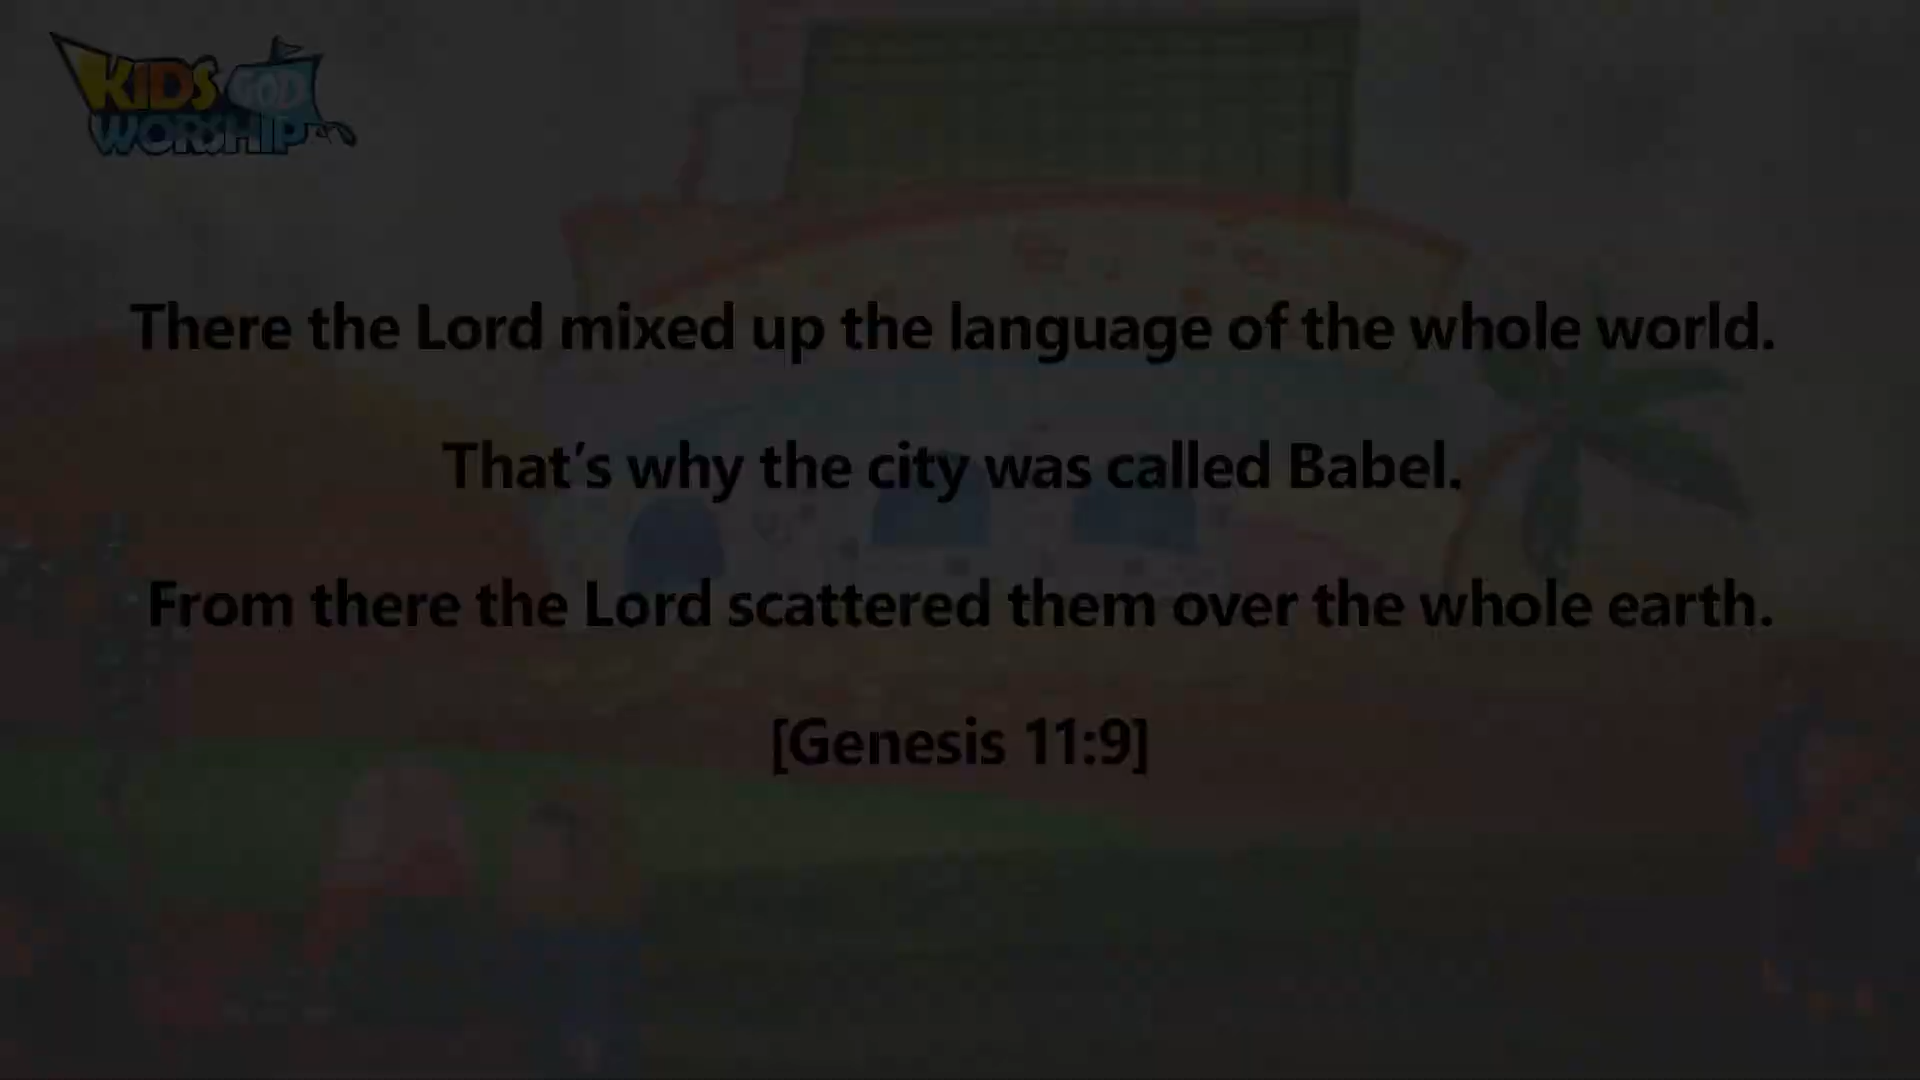 KIDS GOD
WORSHIP
There the Lord mixed up the language of the whole world.
That's why the city was called Babel.
From there the Lord scattered them over the whole earth.
[Genesis 11:9]